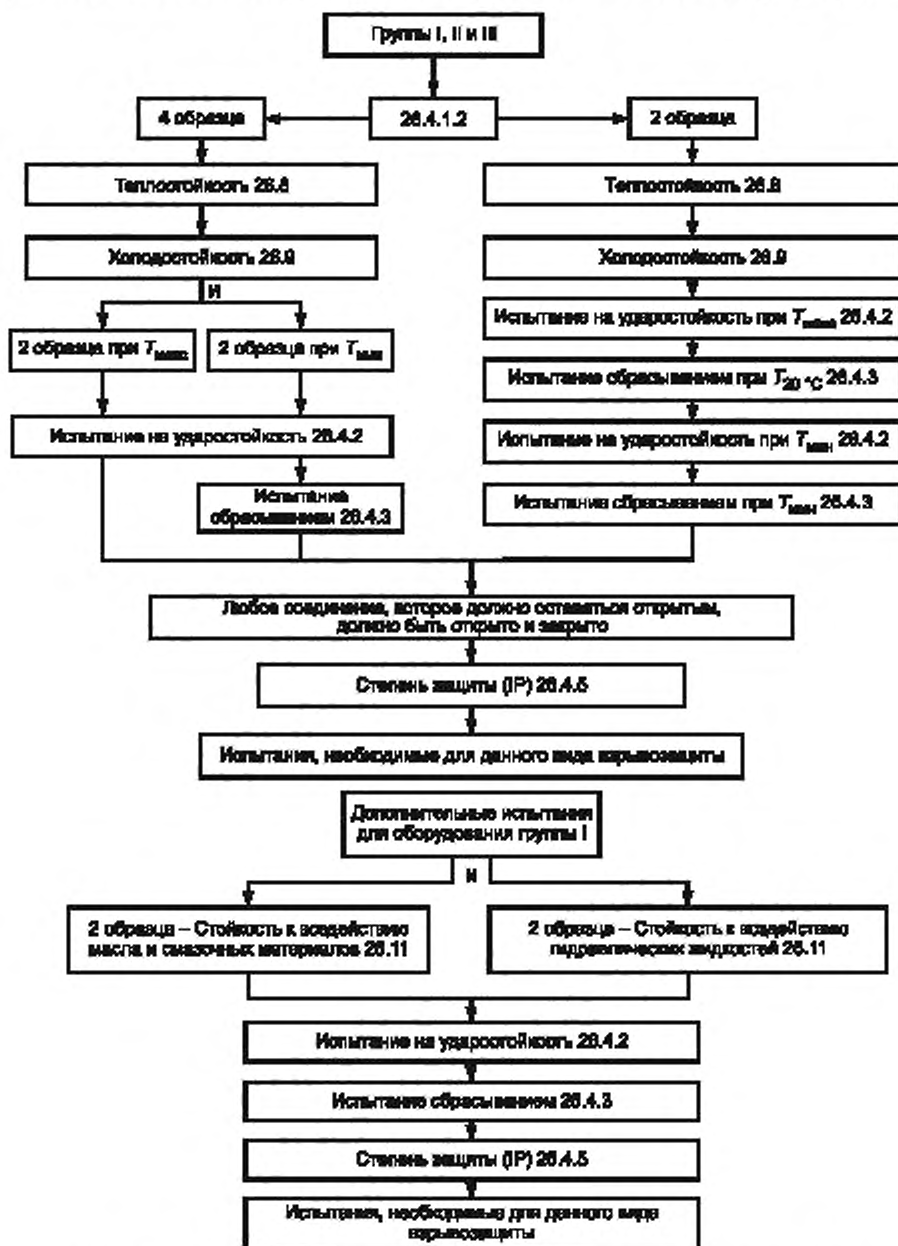 Группы I, II и III
4 образца
26.4.1.2
2 образца
Теплостойкость 26.8
Теплостойкость 26.8
Холодостойкость 26.9
Холодостойкость 26.9
И
2 образца при Tмакс
2 образца при Tмин
Испытание на ударостойкость при Tмакс 26.4.2
Испытание сбрасыванием при T20 °C 26.4.3
Испытание на ударостойкость 26.4.2
Испытание на ударостойкость при Tмин 26.4.2
Испытание
сбрасыванием 26.4.3
Испытание сбрасыванием при Tмин 26.4.3
Любое соединение, которое должно оставаться открытым,
должно быть открыто и закрыто
Степень защиты (IP) 26.4.5
Испытания, необходимые для данного вида взрывозащиты
Дополнительные испытания
для оборудования группы I
И
2 образца – Стойкость к воздействию
масла и смазочных материалов 26.11
2 образца – Стойкость к воздействию
гидравлических жидкостей 26.11
Испытание на ударостойкость 26.4.2
Испытание сбрасыванием 26.4.3
Степень защиты (IP) 26.4.5
Испытания, необходимые для данного вида
взрывозащиты